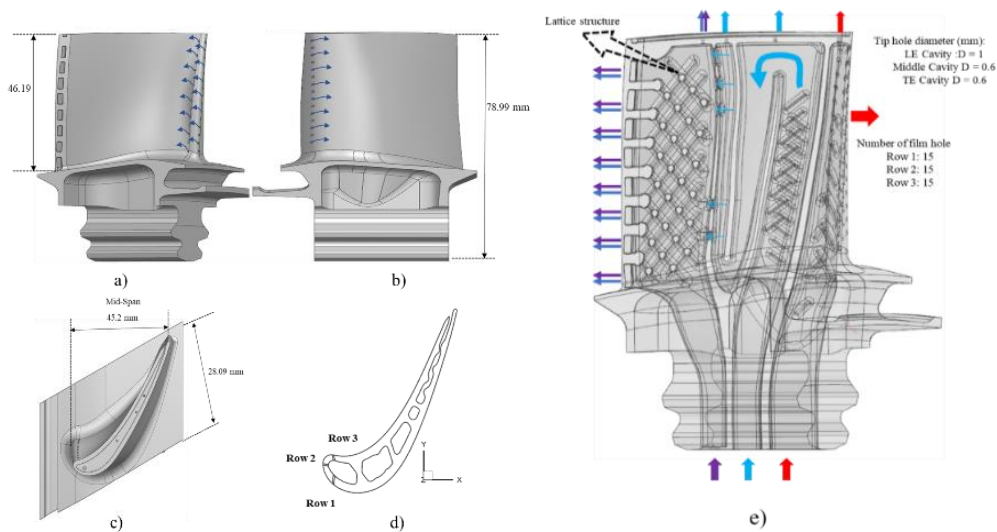 46.19
78.99 mm
a)
b)
Mid-Span
45.2 mm
28.09 mm
c)
Row 3
Row 2
Row 1
Y
Z
X
d)
Lattice structure
Tip hole diameter (mm):
LE Cavity :D = 1
Middle Cavity D = 0.6
TE Cavity D = 0.6
Number of film hole
Row 1: 15
Row 2: 15
Row 3: 15
e)